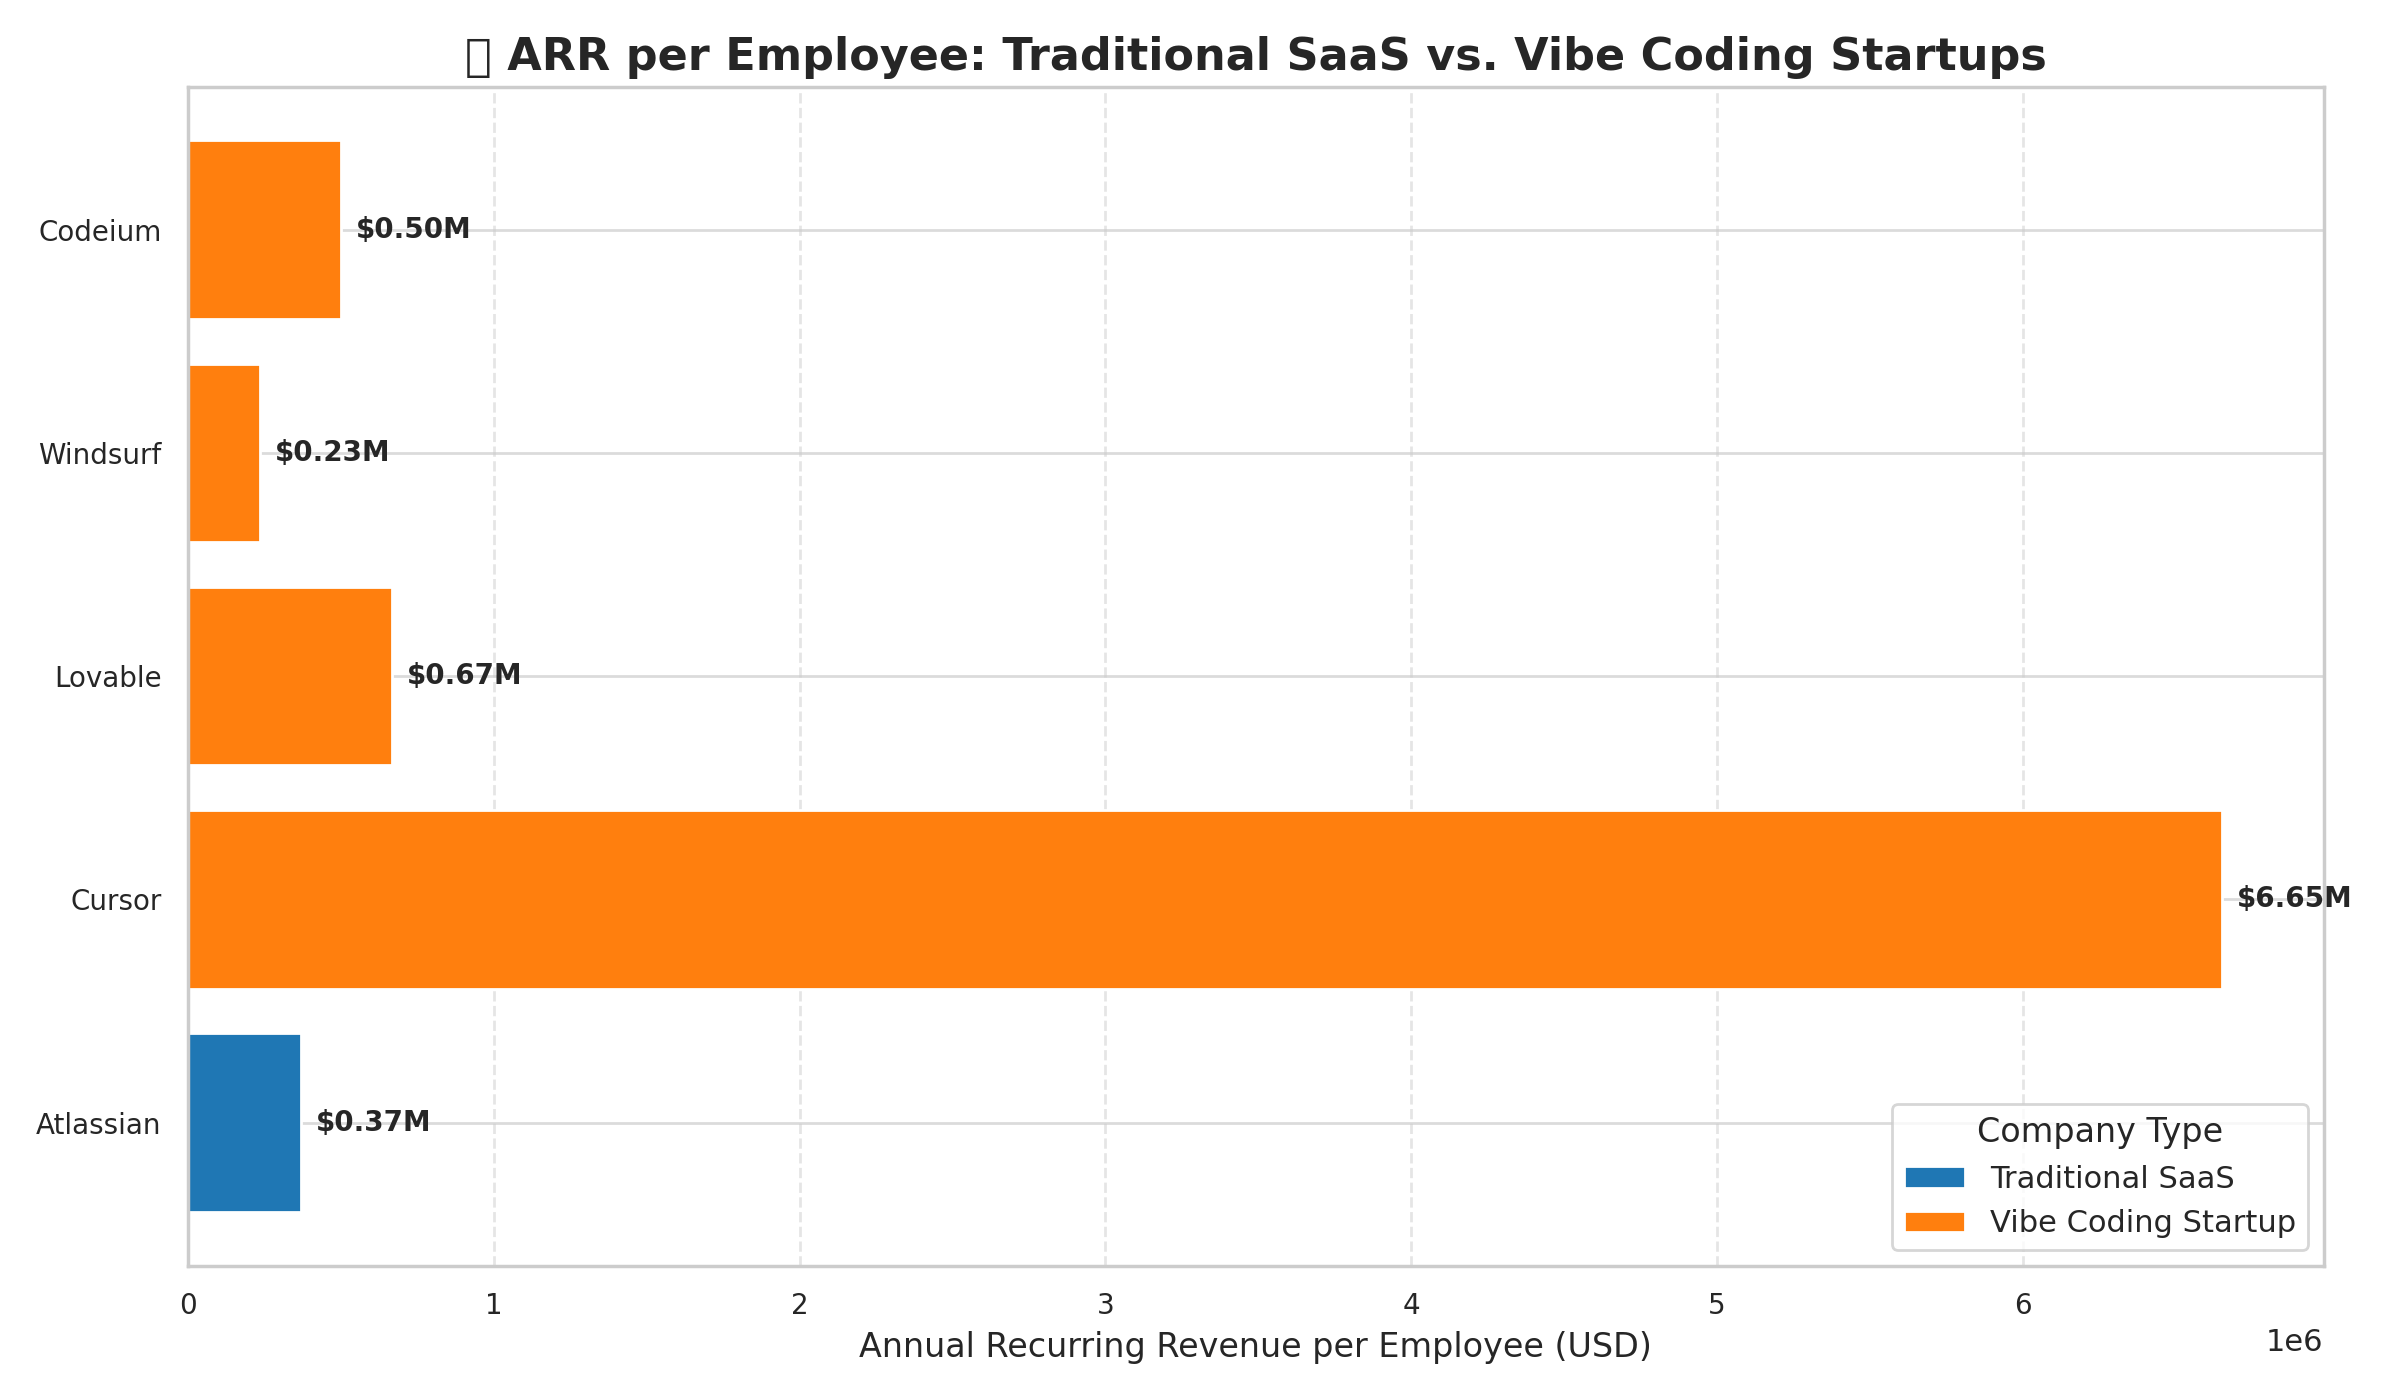 ARR per Employee: Traditional SaaS vs. Vibe Coding Startups
Codeium
$0.50M
Windsurf
$0.23M
Lovable
$0.67M
Cursor
$6.65M
Atlassian
$0.37M
Company Type
Traditional SaaS
Vibe Coding Startup
0 1 2 3 4 5 6
1e6
Annual Recurring Revenue per Employee (USD)